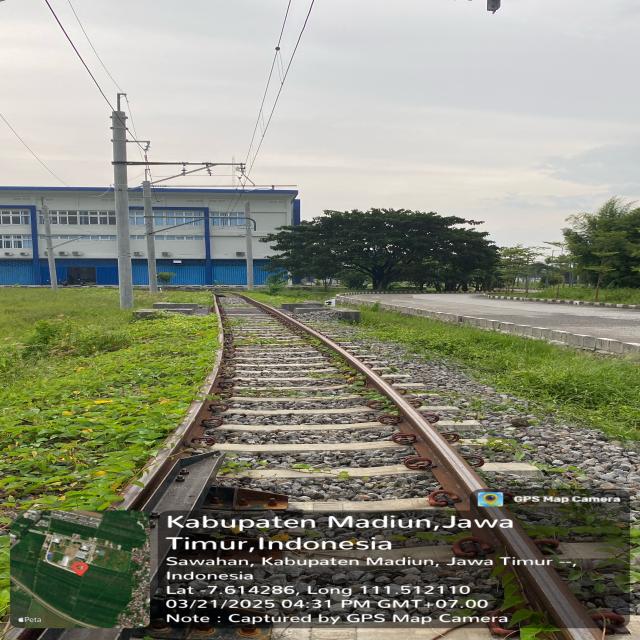 GPS Map Camera
Kabupaten Madiun,Jawa
Timur,Indonesia
Sawahan, Kabupaten Madiun, Jawa Timur --,
Indonesia
Lat -7.614286, Long 111.512110
03/21/2025 04:31 PM GMT+07.00
Note : Captured by GPS Map Camera
Peta